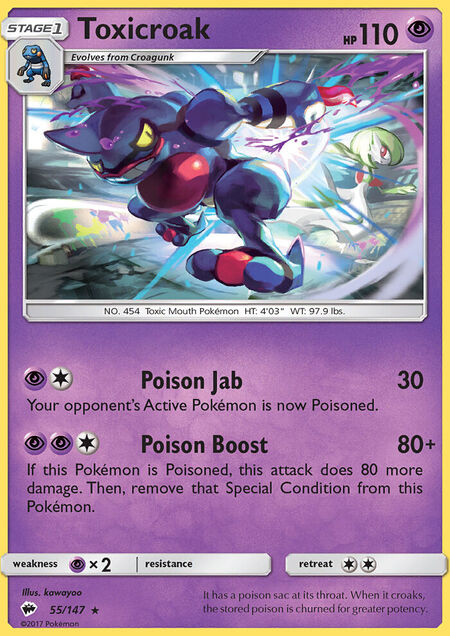 STAGE 1
Toxicroak
HP 110
Evolves from Croagunk
NO. 454 Toxic Mouth Pokémon HT: 4'03" WT: 97.9 lbs.
Poison Jab 30
Your opponent's Active Pokémon is now Poisoned.
Poison Boost 80+
If this Pokémon is Poisoned, this attack does 80 more
damage. Then, remove that Special Condition from this
Pokémon.
weakness ×2 resistance retreat
Illus. kawayoo
55/147 ★
©2017 Pokémon
It has a poison sac at its throat. When it croaks,
the stored poison is churned for greater potency.